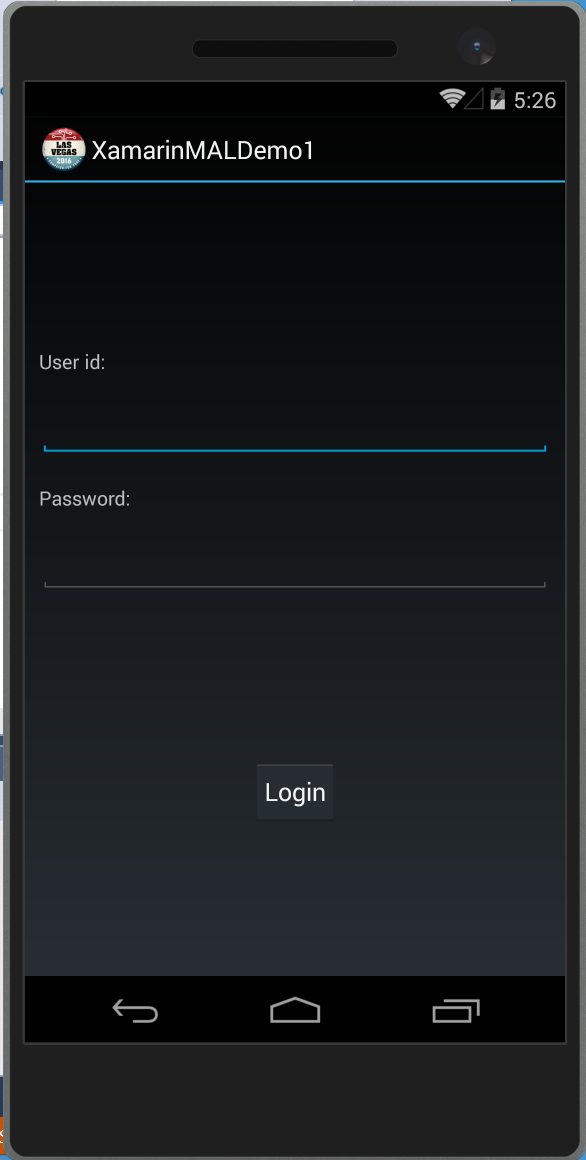 5:26
LAS
VEGAS
2016
XamarinMALDemo1
User id:
Password:
Login